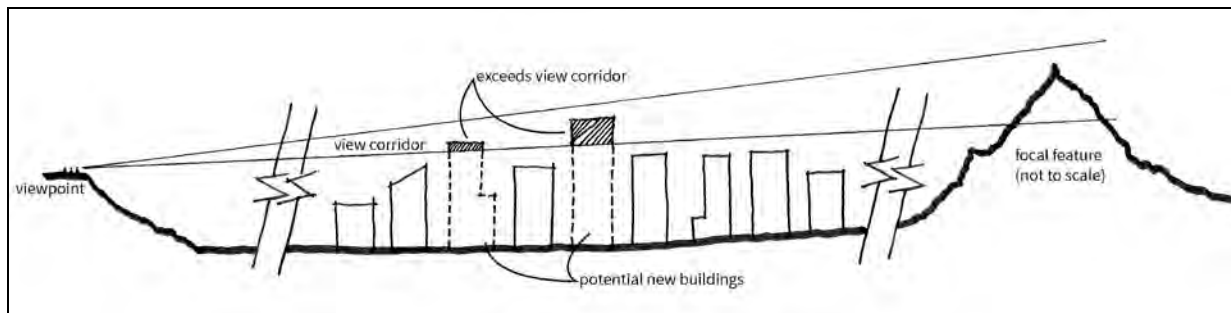 exceeds view corridor
view corridor
viewpoint
focal feature
(not to scale)
potential new buildings